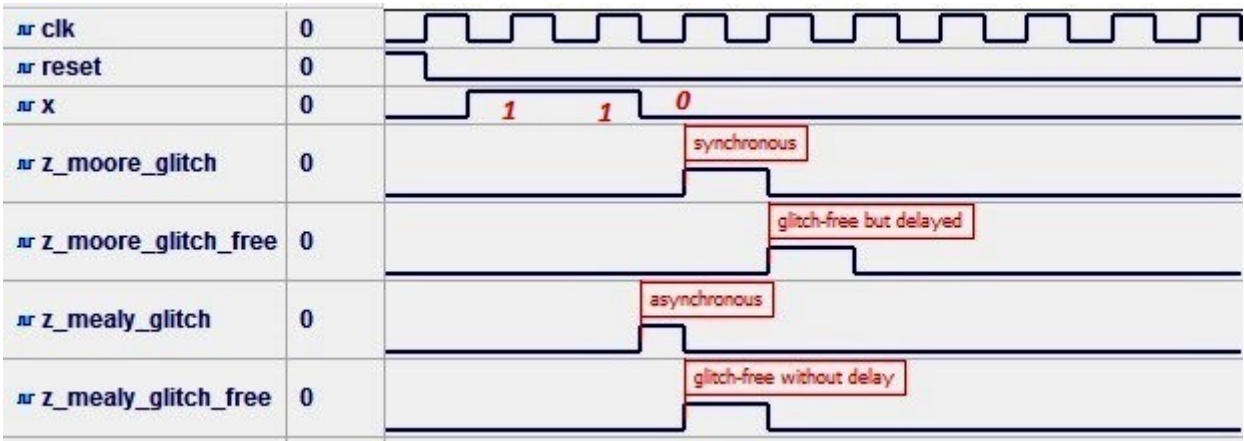 clk 0
reset 0
x 0 1 1 0
synchronous
z_moore_glitch 0
glitch-free but delayed
z_moore_glitch_free 0
asynchronous
z_mealy_glitch 0
glitch-free without delay
z_mealy_glitch_free 0